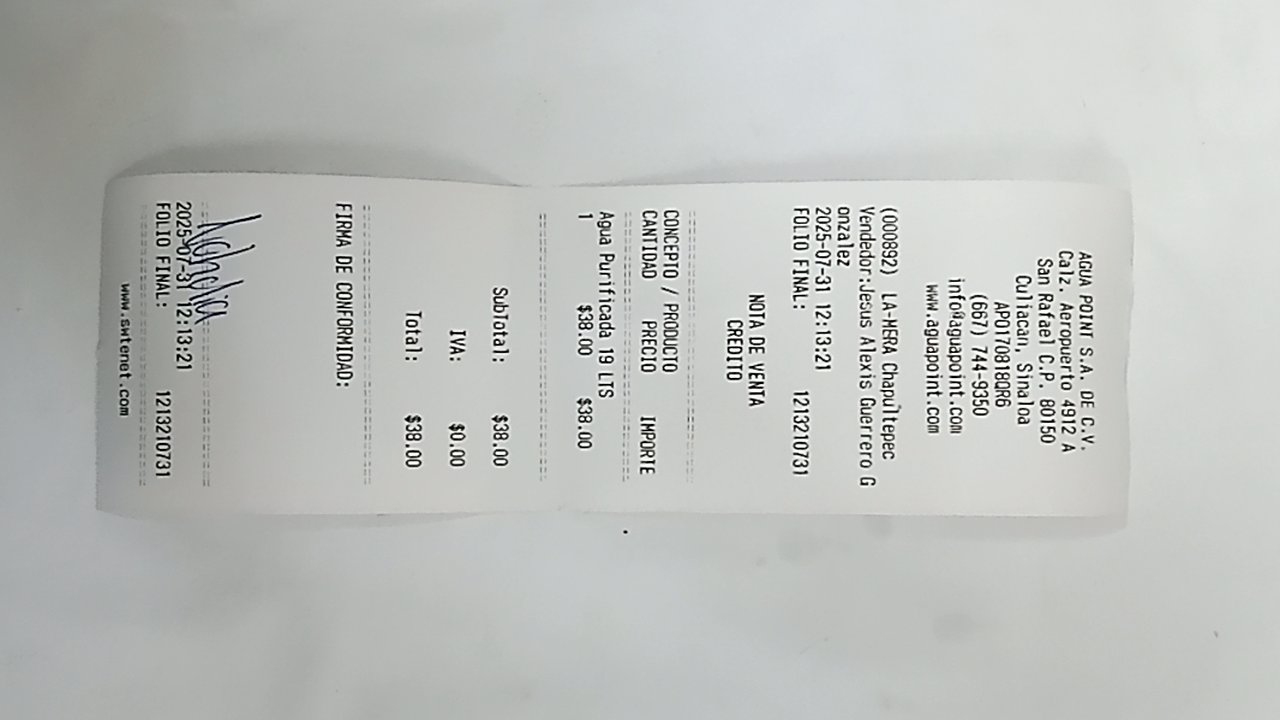 AGUA POINT S.A. DE C.V.
Calz. Aeropuerto 4912 A
San Rafael C.P. 80150
Culiacan, Sinaloa
APO170818QR6
(667) 744-9350
info@aguapoint.com
www.aguapoint.com
(000892) LA-MERA Chapultepec
Vendedor:Jesus Alexis Guerrero G
onzalez
2025-07-31 12:13:21
FOLIO FINAL: 1213210731
NOTA DE VENTA
CREDITO
CONCEPTO / PRODUCTO
CANTIDAD PRECIO IMPORTE
Agua Purificada 19 LTS
1 $38.00 $38.00
SubTotal: $38.00
IVA: $0.00
Total: $38.00
FIRMA DE CONFORMIDAD:
2025-07-31 12:13:21
FOLIO FINAL: 1213210731
www.swtenet.com